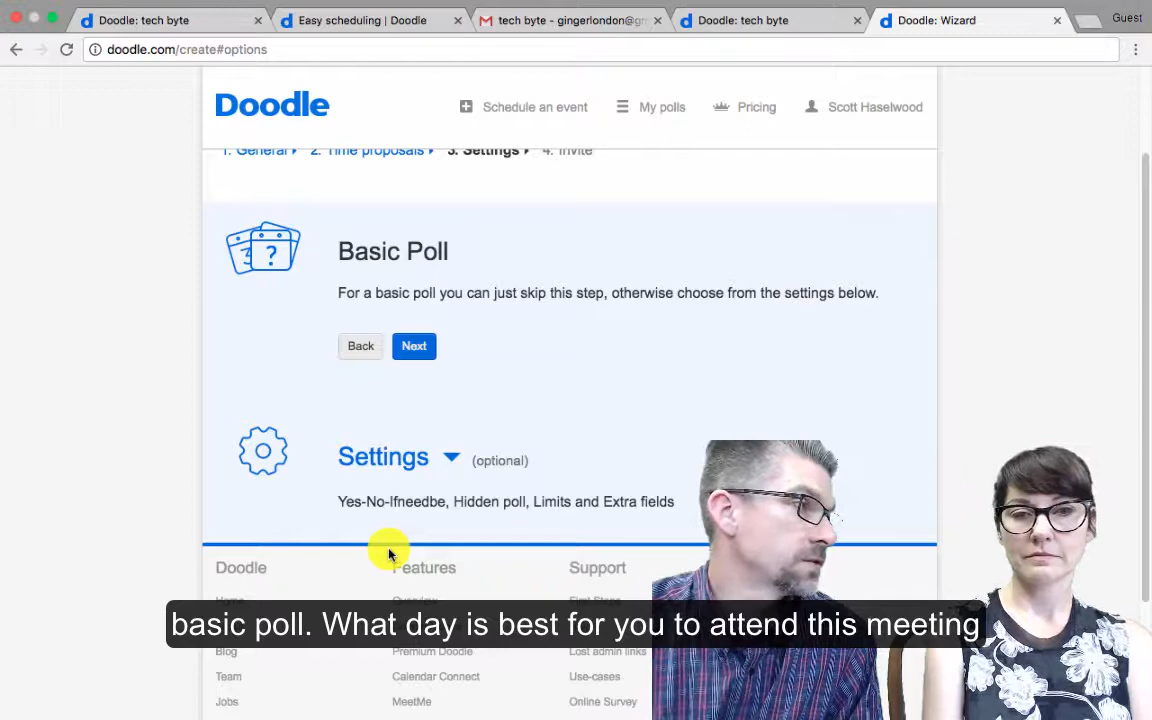 Doodle: tech byte
Easy scheduling | Doodle
tech byte - gingerlondon@g
Doodle: tech byte
Doodle: Wizard
Guest
doodle.com/create#options
Doodle
Schedule an event
My polls
Pricing
Scott Haselwood
1. General
2. Time proposals
3. Settings
4. Invite
3
?
Basic Poll
For a basic poll you can just skip this step, otherwise choose from the settings below.
Back
Next
Settings
(optional)
Yes-No-Ifneedbe, Hidden poll, Limits and Extra fields
Doodle
Features
Support
Home
Overview
First Steps
basic poll. What day is best for you to attend this meeting
Blog
Premium Doodle
Lost admin links
Team
Calendar Connect
Use-cases
Jobs
MeetMe
Online Survey